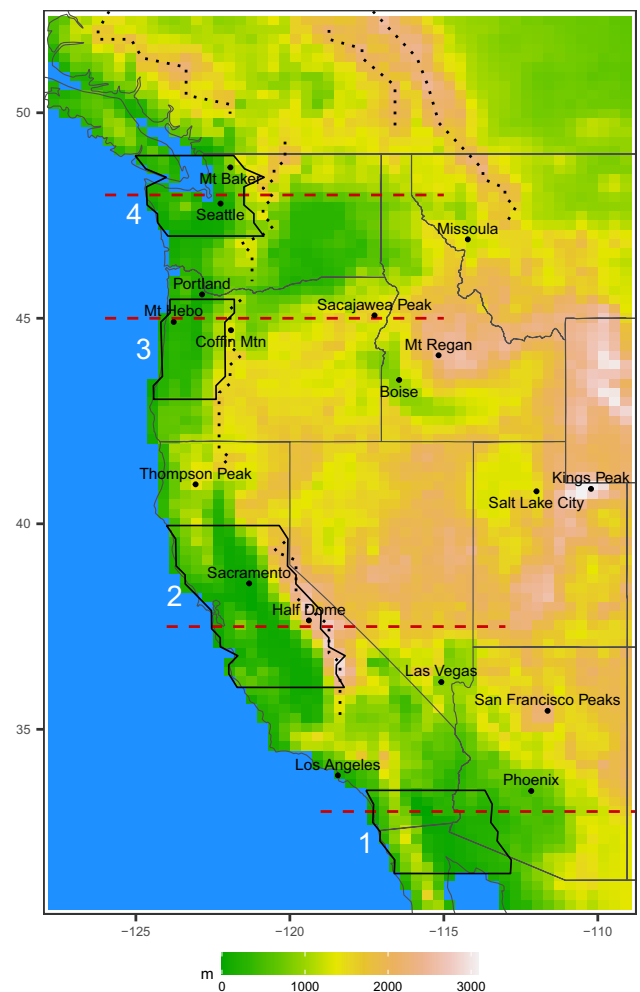 50
Mt Baker
4
Seattle
Missoula
Portland
Mt Hebo
Sacajawea Peak
45
3
Coffin Mtn
Mt Regan
Boise
Thompson Peak
Kings Peak
Salt Lake City
40
Sacramento
2
Half Dome
Las Vegas
San Francisco Peaks
35
Los Angeles
Phoenix
1
−125
−120
−115
−110
m
0
1000
2000
3000